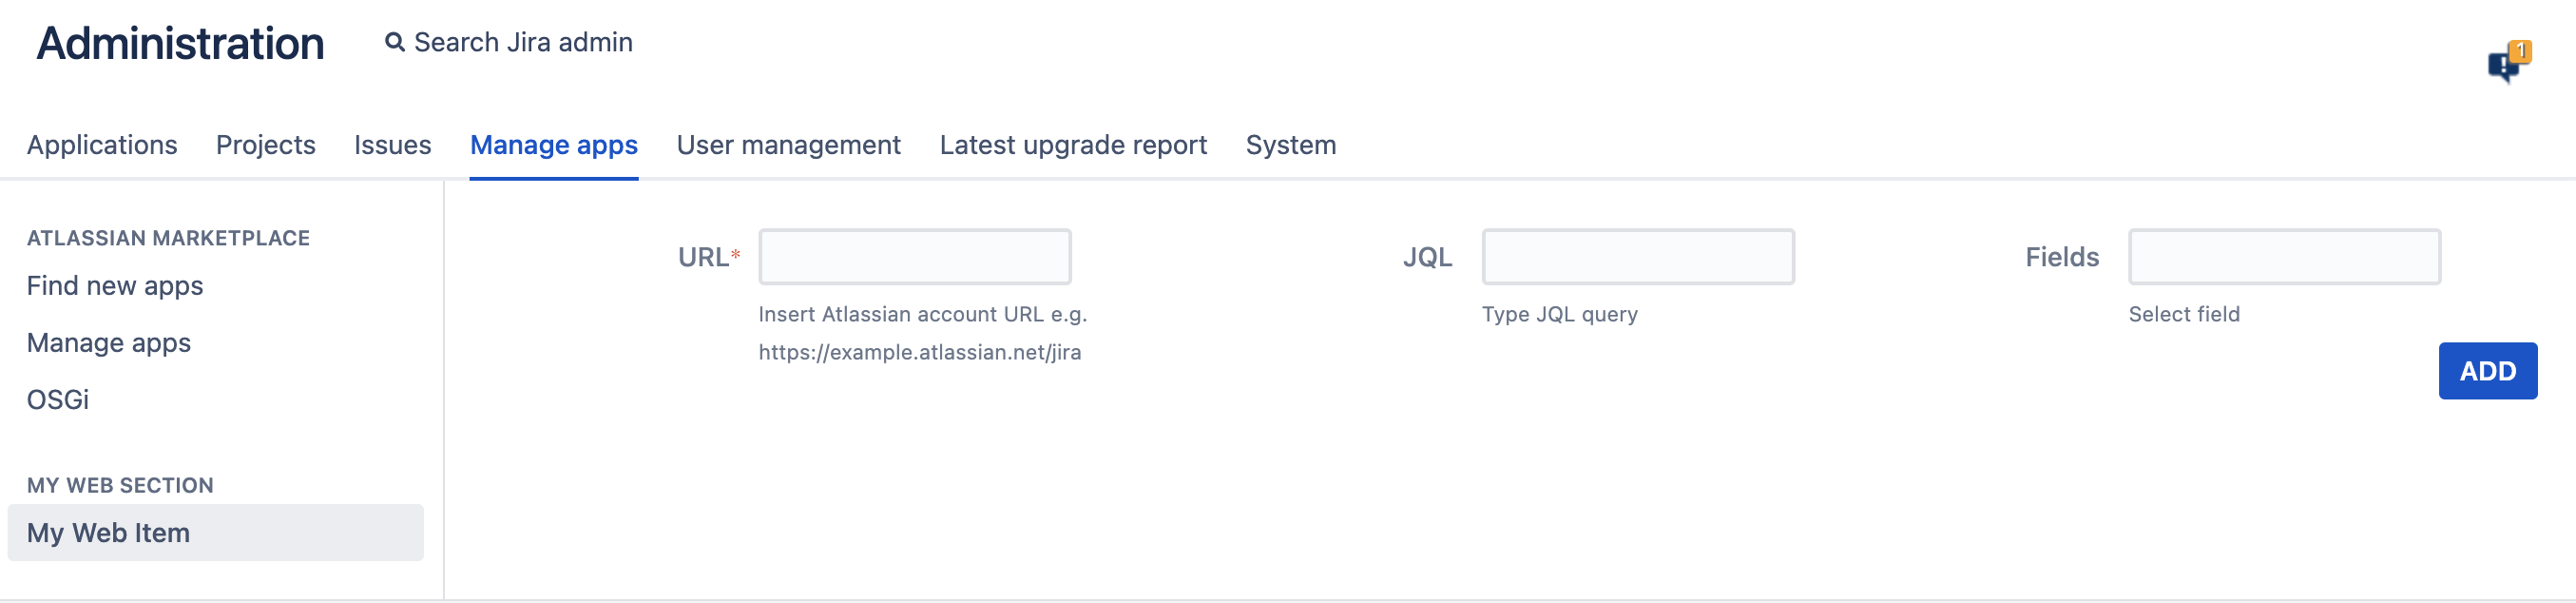 Administration
Search Jira admin
1
Applications Projects Issues Manage apps User management Latest upgrade report System
ATLASSIAN MARKETPLACE
Find new apps
Manage apps
OSGi
MY WEB SECTION
My Web Item
URL*
Insert Atlassian account URL e.g.
https://example.atlassian.net/jira
JQL
Type JQL query
Fields
Select field
ADD